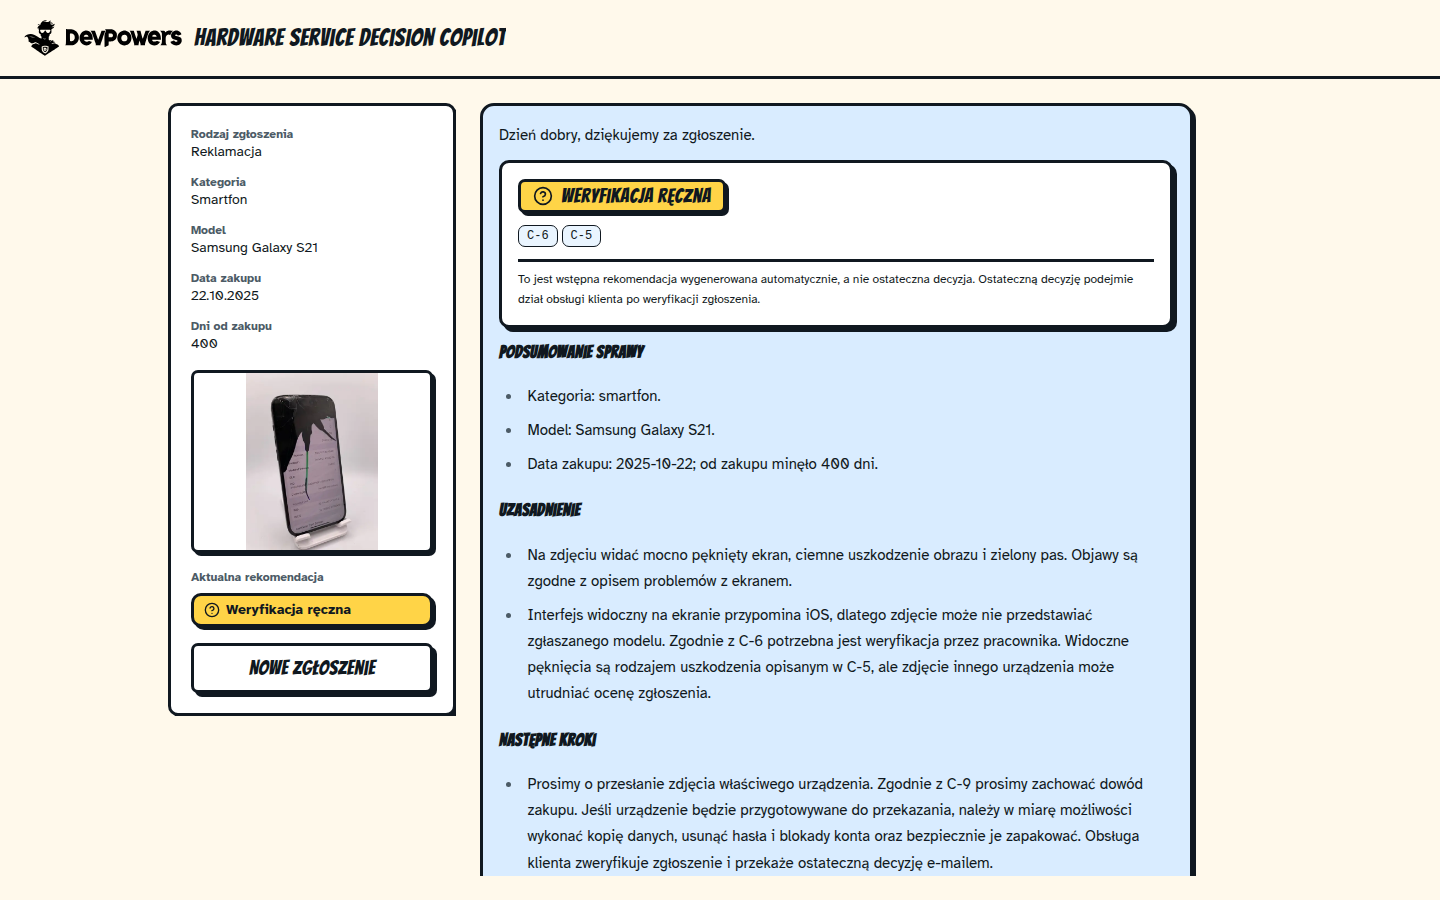 DevPowers HARDWARE SERVICE DECISION COPILOT
Rodzaj zgłoszenia
Reklamacja
Kategoria
Smartfon
Model
Samsung Galaxy S21
Data zakupu
22.10.2025
Dni od zakupu
400
Aktualna rekomendacja
Weryfikacja ręczna
NOWE ZGŁOSZENIE
Dzień dobry, dziękujemy za zgłoszenie.
WERYFIKACJA RĘCZNA
C-6 C-5
To jest wstępna rekomendacja wygenerowana automatycznie, a nie ostateczna decyzja. Ostateczną decyzję podejmie
dział obsługi klienta po weryfikacji zgłoszenia.
PODSUMOWANIE SPRAWY
Kategoria: smartfon.
Model: Samsung Galaxy S21.
Data zakupu: 2025-10-22; od zakupu minęło 400 dni.
UZASADNIENIE
Na zdjęciu widać mocno pęknięty ekran, ciemne uszkodzenie obrazu i zielony pas. Objawy są
zgodne z opisem problemów z ekranem.
Interfejs widoczny na ekranie przypomina iOS, dlatego zdjęcie może nie przedstawiać
zgłaszanego modelu. Zgodnie z C-6 potrzebna jest weryfikacja przez pracownika. Widoczne
pęknięcia są rodzajem uszkodzenia opisanym w C-5, ale zdjęcie innego urządzenia może
utrudniać ocenę zgłoszenia.
NASTĘPNE KROKI
Prosimy o przesłanie zdjęcia właściwego urządzenia. Zgodnie z C-9 prosimy zachować dowód
zakupu. Jeśli urządzenie będzie przygotowywane do przekazania, należy w miarę możliwości
wykonać kopię danych, usunąć hasła i blokady konta oraz bezpiecznie je zapakować. Obsługa
klienta zweryfikuje zgłoszenie i przekaże ostateczną decyzję e-mailem.